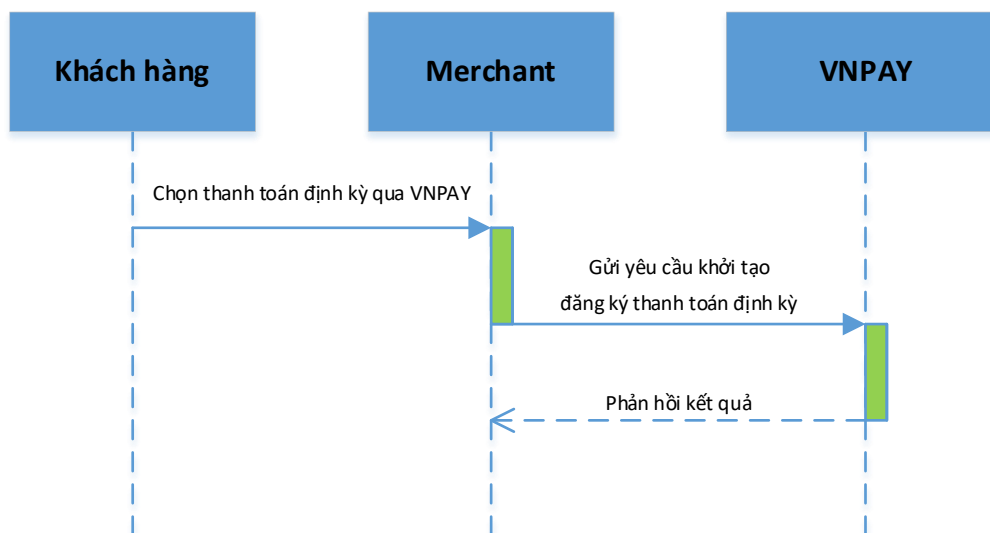 Khách hàng
Merchant
VNPAY
Chọn thanh toán định kỳ qua VNPAY
Gửi yêu cầu khởi tạo
đăng ký thanh toán định kỳ
Phản hồi kết quả